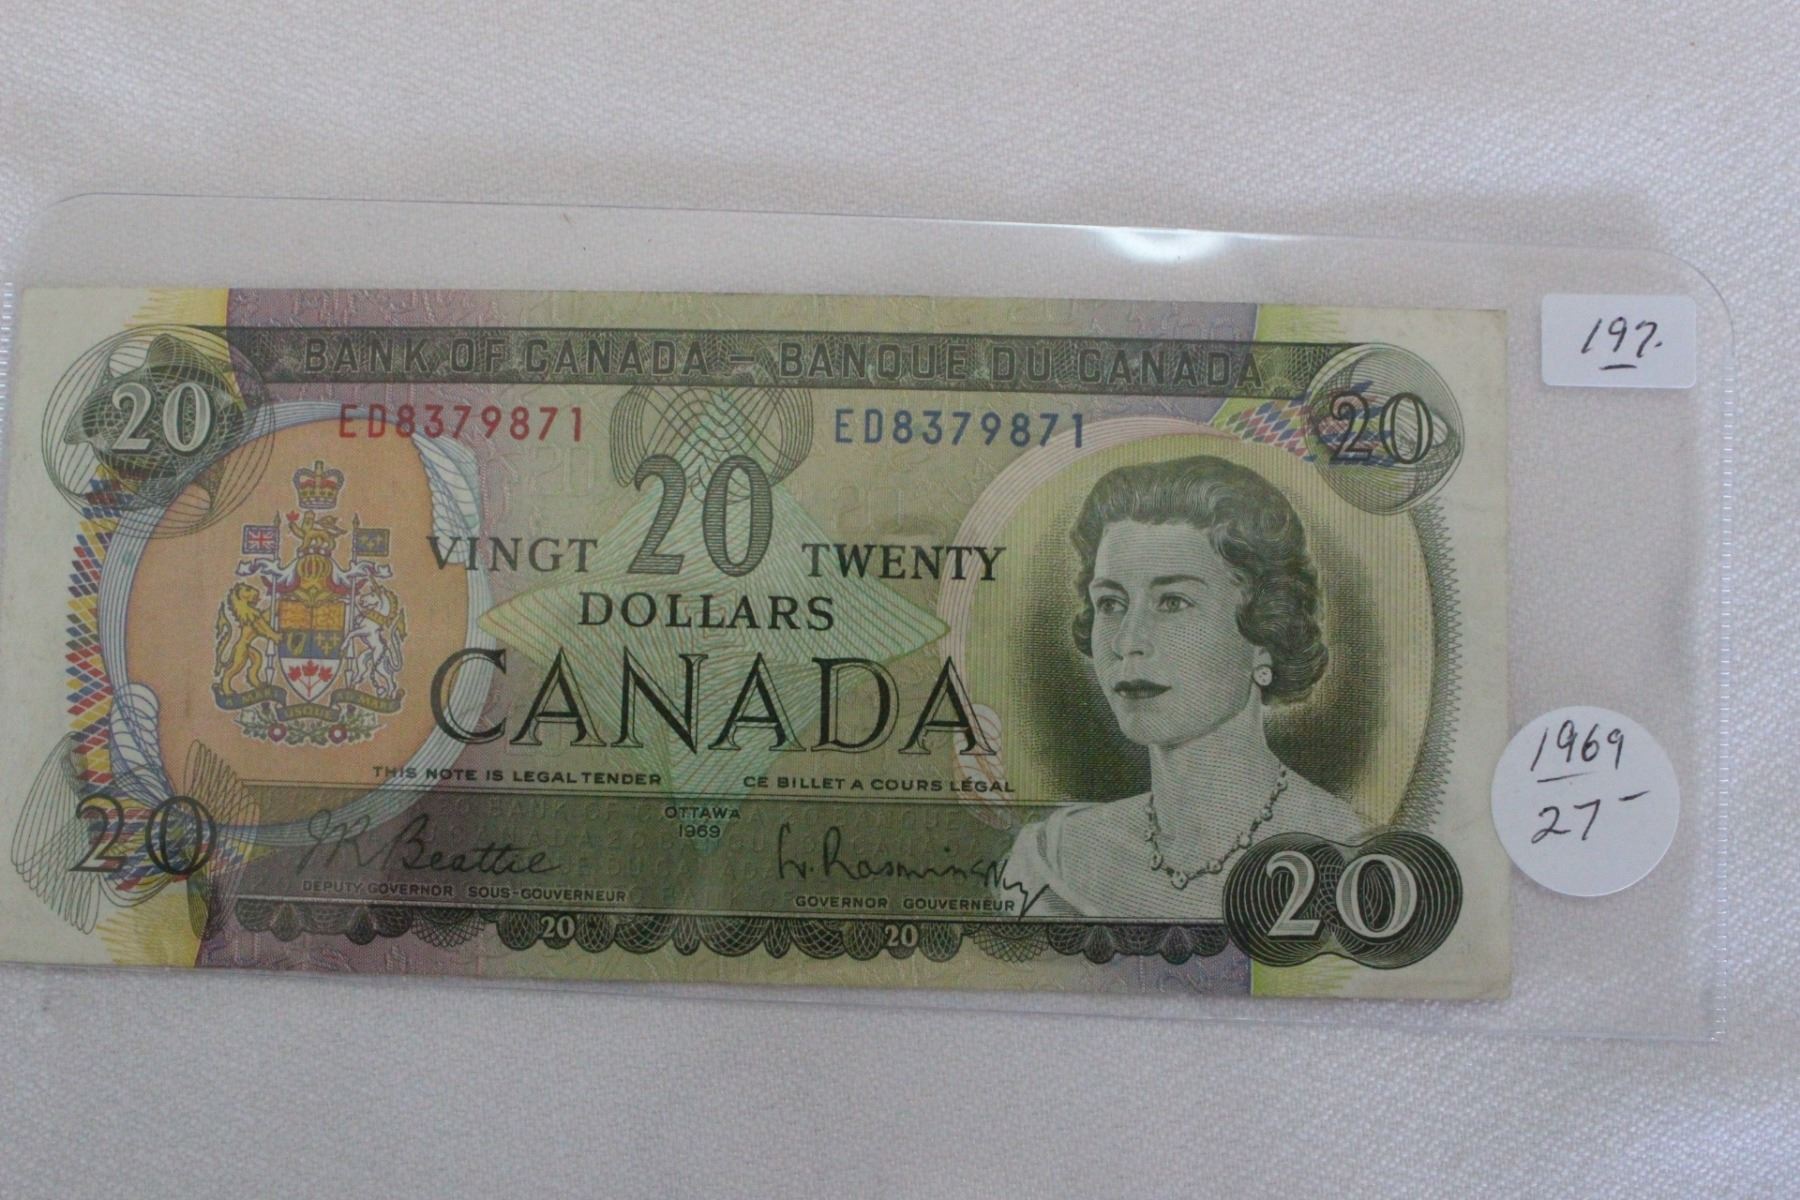 197.
BANK OF CANADA – BANQUE DU CANADA
20 20
ED8379871 ED8379871
20
VINGT TWENTY
DOLLARS
CANADA
THIS NOTE IS LEGAL TENDER CE BILLET A COURS LÉGAL
OTTAWA
1969
1969
27-
20 20
J R Beattie L. Rasminsky
DEPUTY GOVERNOR SOUS-GOUVERNEUR GOVERNOR GOUVERNEUR
20 20